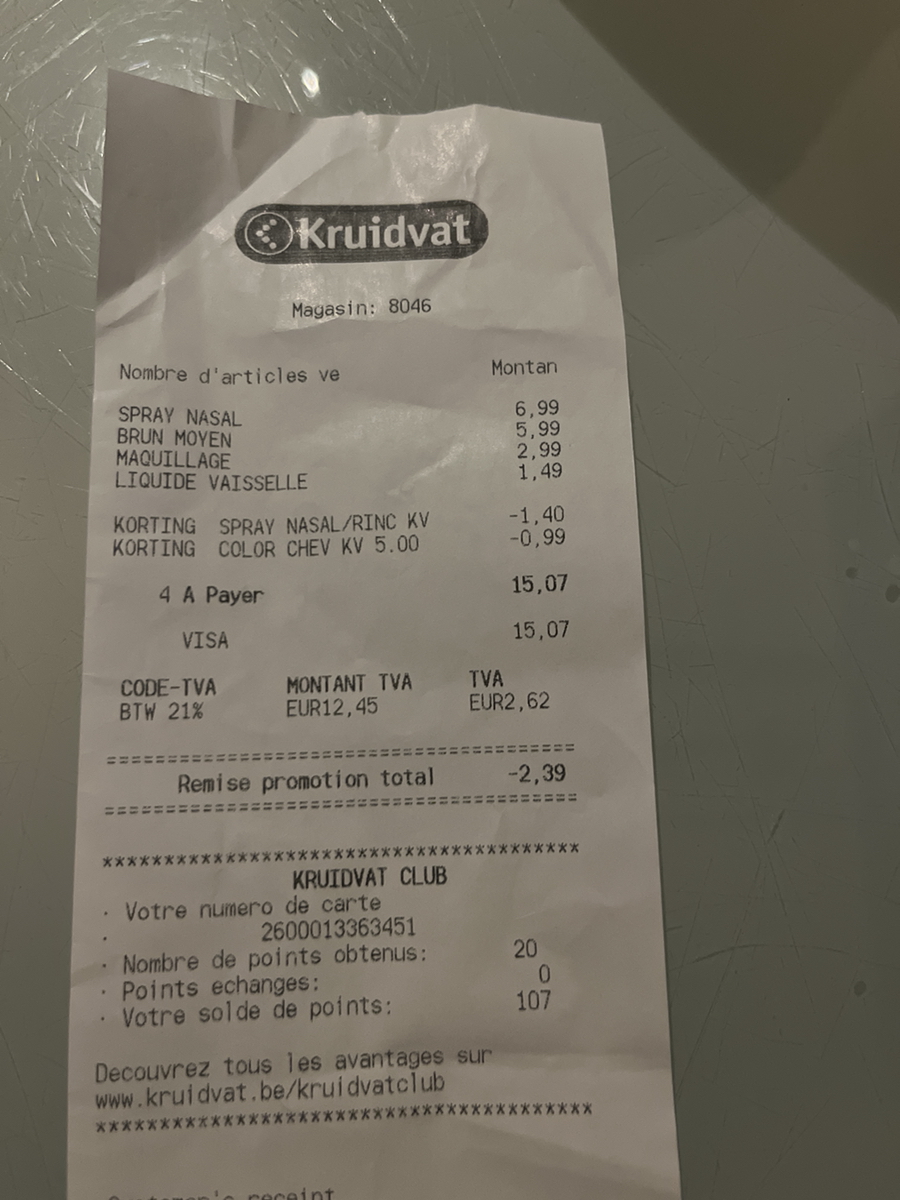 Kruidvat
Magasin: 8046
Nombre d'articles ve Montan
SPRAY NASAL 6,99
BRUN MOYEN 5,99
MAQUILLAGE 2,99
LIQUIDE VAISSELLE 1,49
KORTING SPRAY NASAL/RINC KV -1,40
KORTING COLOR CHEV KV 5.00 -0,99
4 A Payer 15,07
VISA 15,07
CODE-TVA MONTANT TVA TVA
BTW 21% EUR12,45 EUR2,62
=======================================
Remise promotion total -2,39
=======================================
***************************************
KRUIDVAT CLUB
· Votre numero de carte
· 2600013363451
· Nombre de points obtenus: 20
· Points echanges: 0
· Votre solde de points: 107
Decouvrez tous les avantages sur
www.kruidvat.be/kruidvatclub
***************************************
Customer's receipt